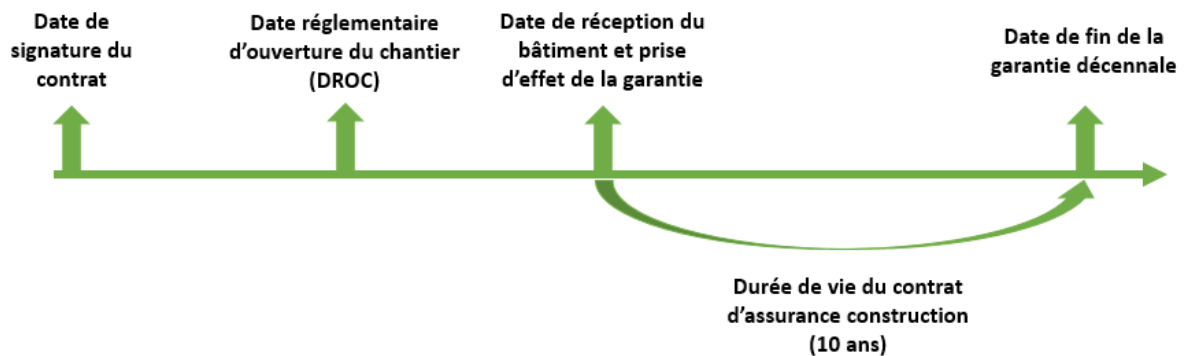 Date de
signature du
contrat
Date réglementaire
d’ouverture du chantier
(DROC)
Date de réception du
bâtiment et prise
d’effet de la garantie
Date de fin de la
garantie décennale
Durée de vie du contrat
d’assurance construction
(10 ans)